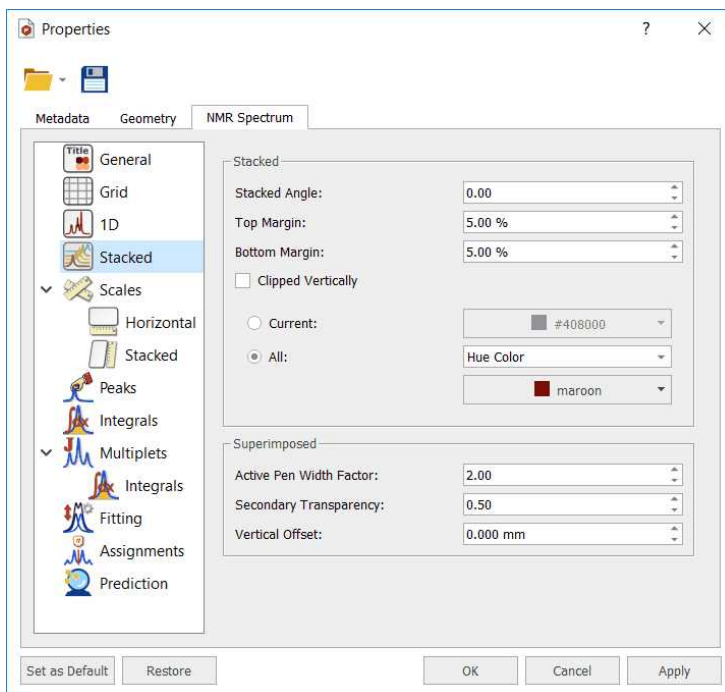 Properties
?
Metadata
Geometry
NMR Spectrum
Title
General
Grid
1D
Stacked
Scales
Horizontal
Stacked
Peaks
Integrals
Multiplets
Integrals
Fitting
Assignments
Prediction
Stacked
Stacked Angle: 0.00
Top Margin: 5.00 %
Bottom Margin: 5.00 %
Clipped Vertically
Current: #408000
All: Hue Color
maroon
Superimposed
Active Pen Width Factor: 2.00
Secondary Transparency: 0.50
Vertical Offset: 0.000 mm
Set as Default
Restore
OK
Cancel
Apply